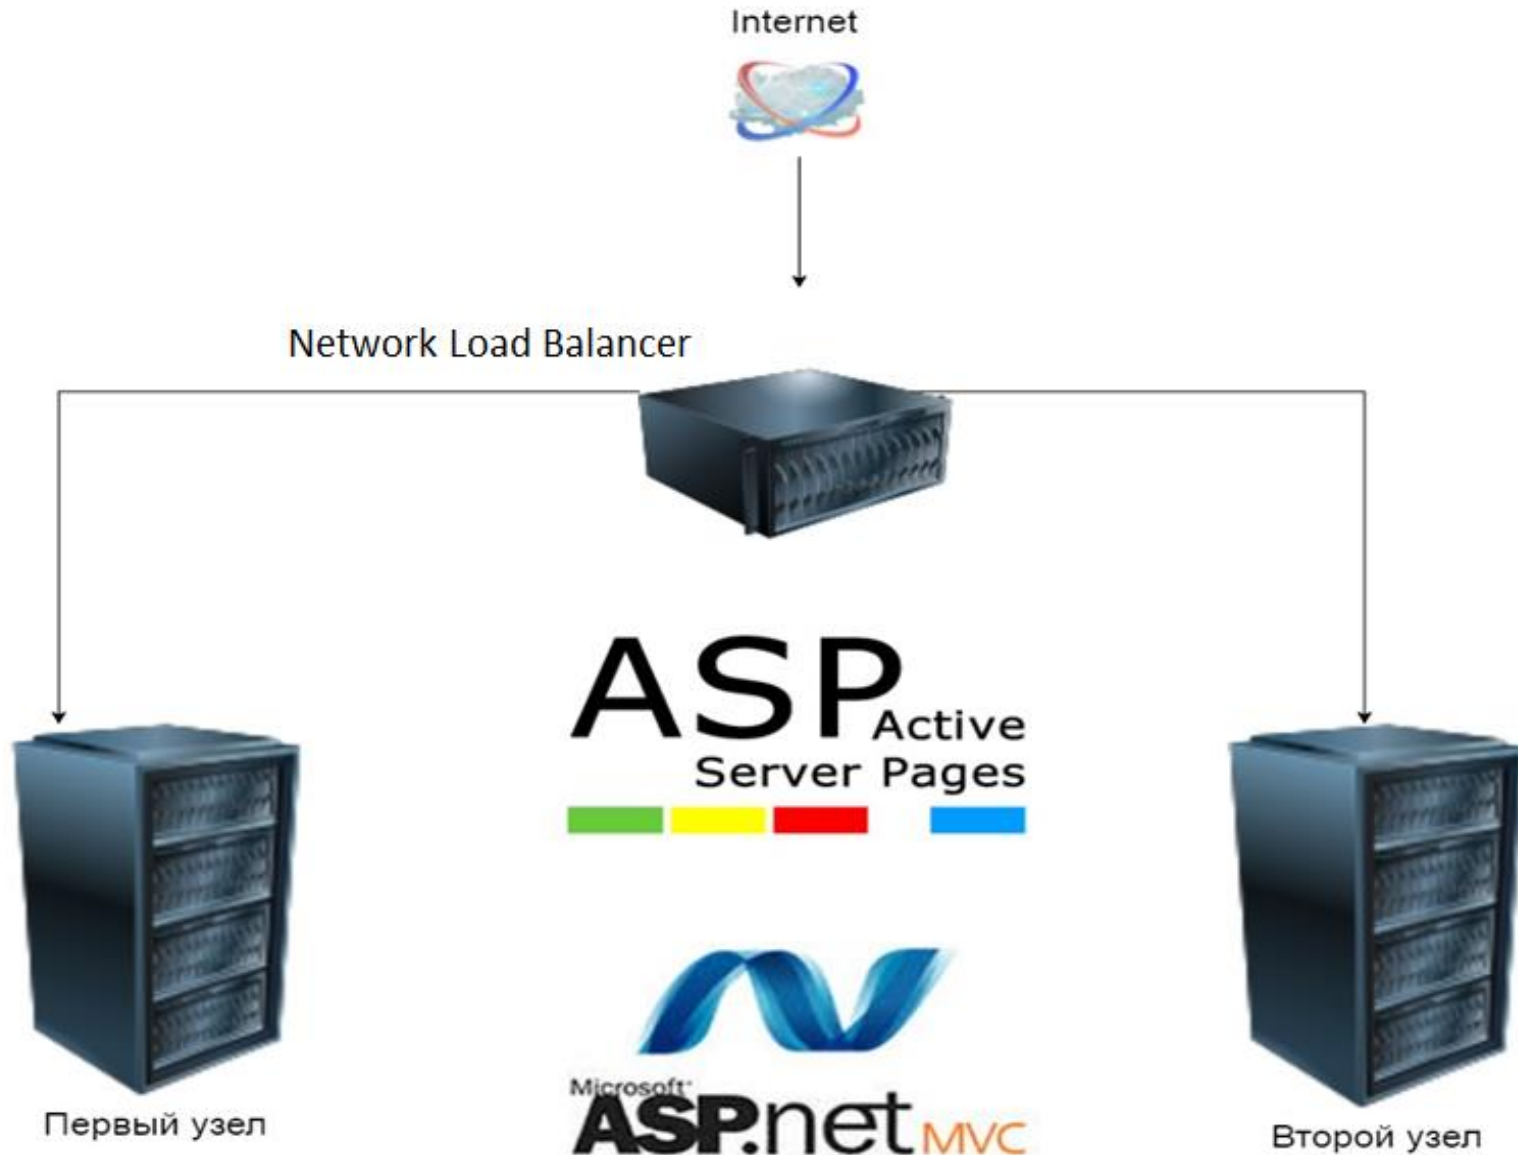 Internet
Network Load Balancer
ASP Active
Server Pages
Первый узел
Microsoft
ASP.net MVC
Второй узел